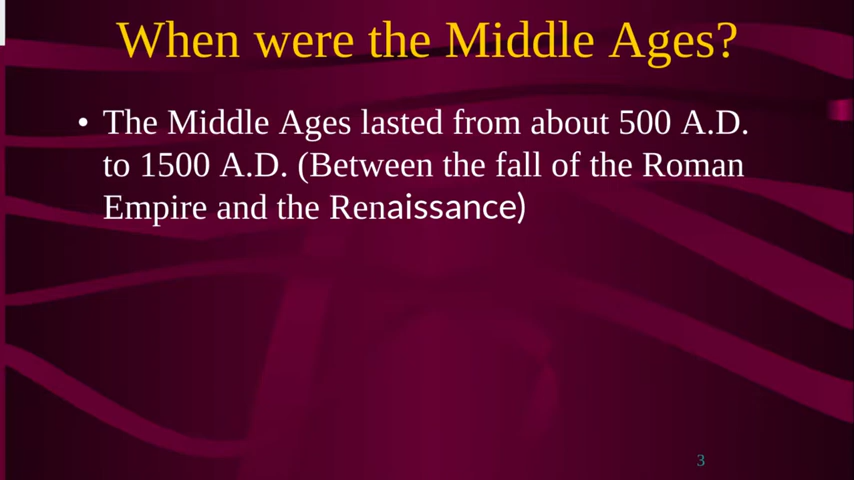 When were the Middle Ages?
• The Middle Ages lasted from about 500 A.D.
to 1500 A.D. (Between the fall of the Roman
Empire and the Renaissance)
3